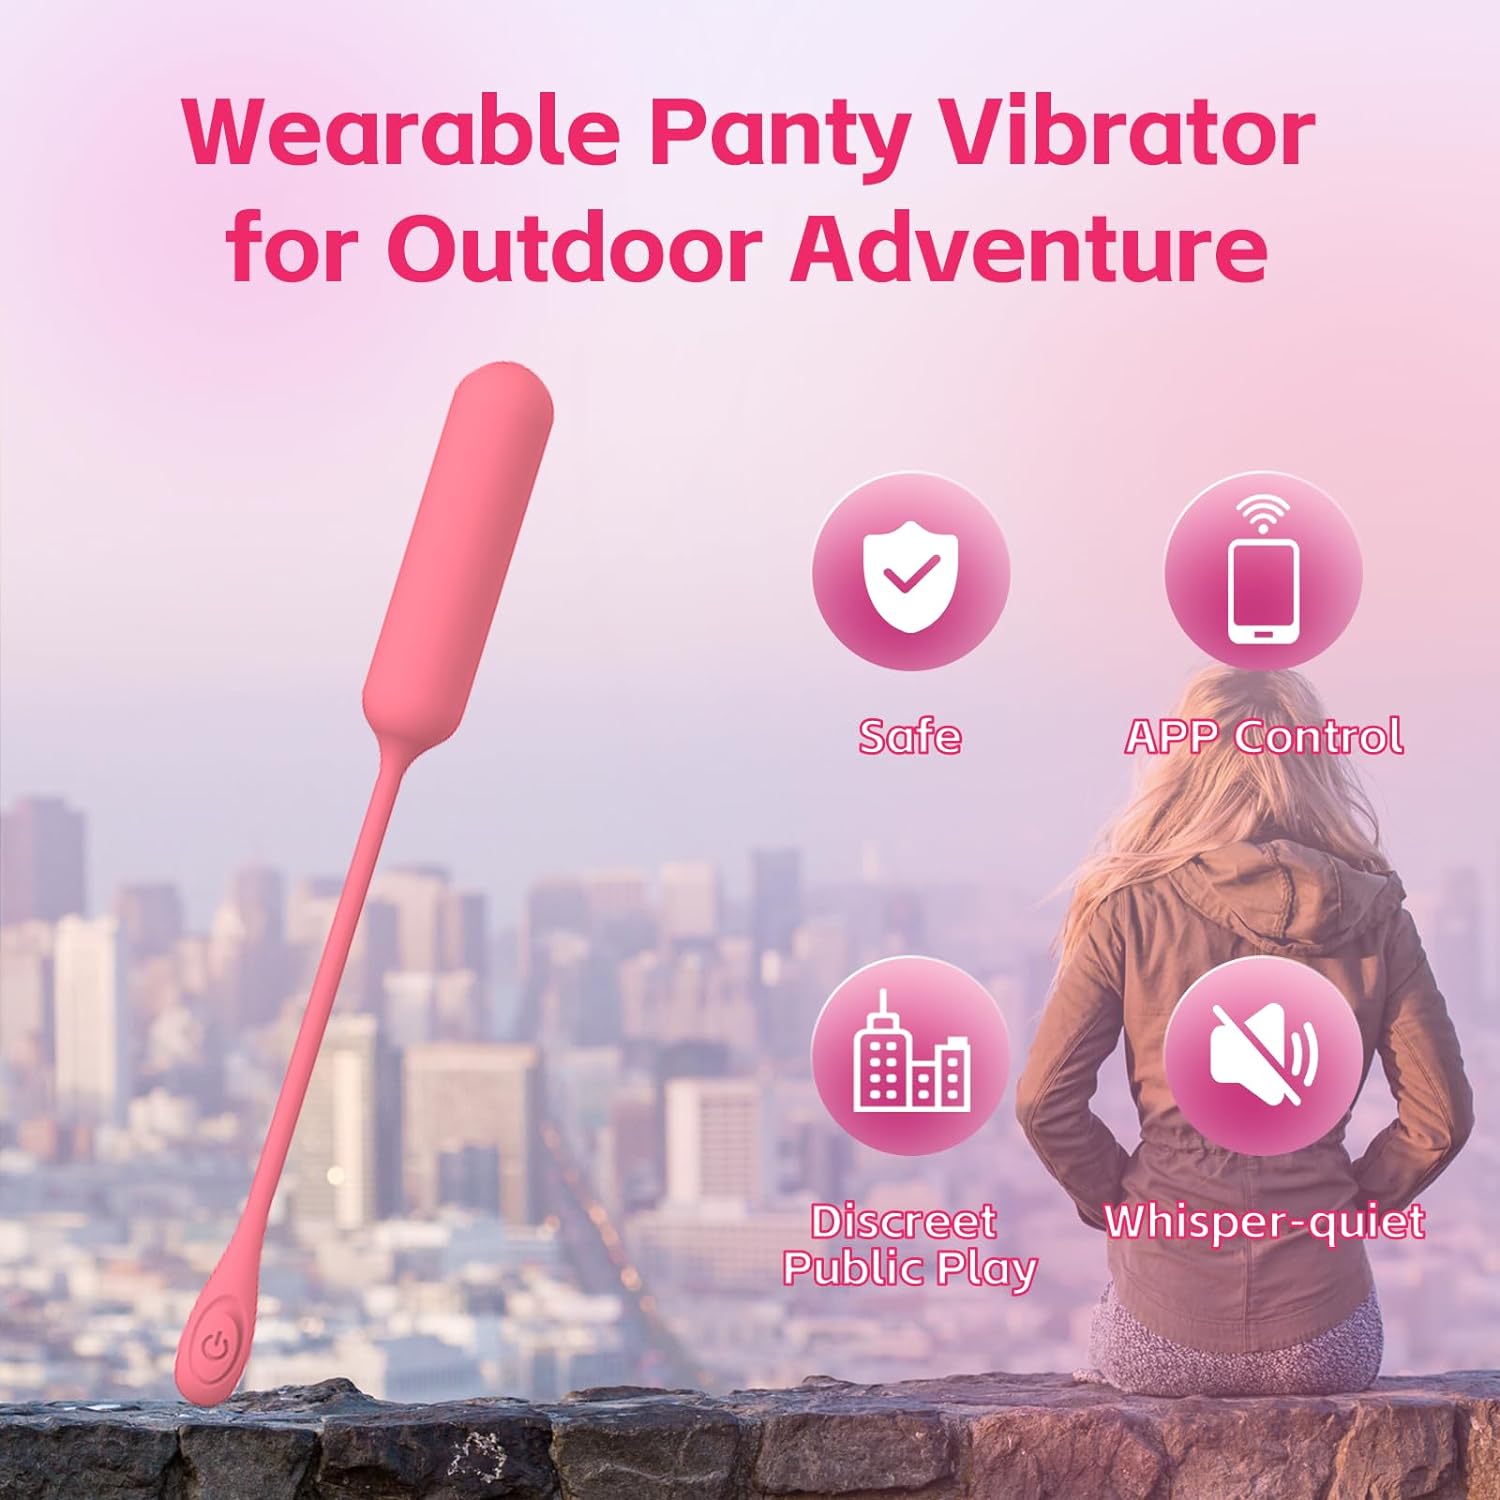 Wearable Panty Vibrator
for Outdoor Adventure
Safe
APP Control
Discreet
Public Play
Whisper-quiet